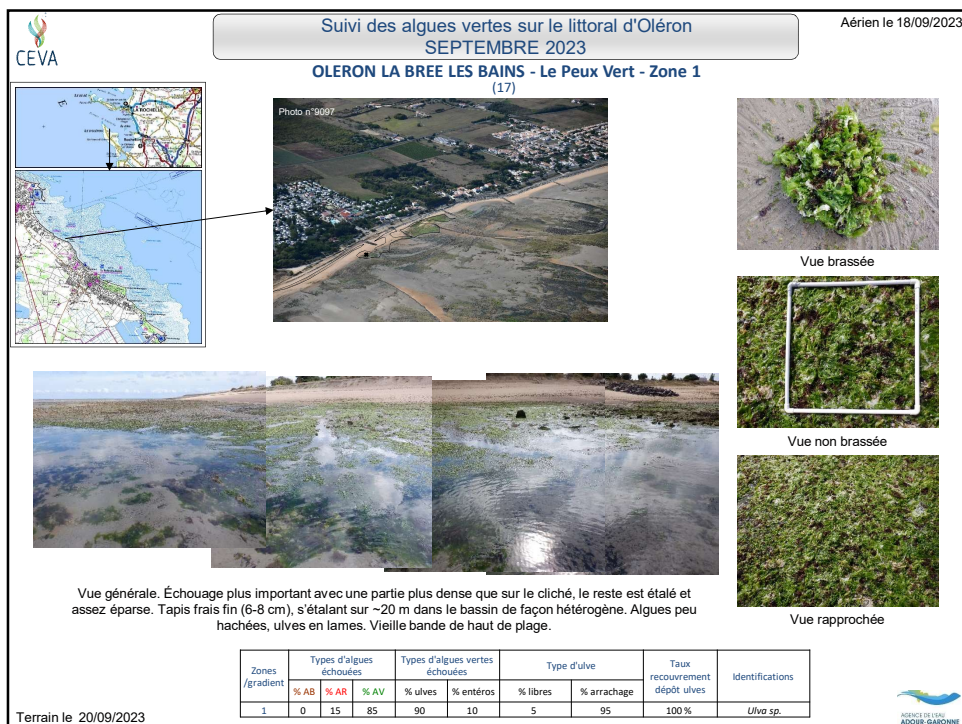 CEVA
Suivi des algues vertes sur le littoral d'Oléron
SEPTEMBRE 2023
Aérien le 18/09/2023
OLERON LA BREE LES BAINS - Le Peux Vert - Zone 1
(17)
Photo n°9097
LA ROCHELLE
Vue brassée
Vue non brassée
Vue rapprochée
Vue générale. Échouage plus important avec une partie plus dense que sur le cliché, le reste est étalé et
assez éparse. Tapis frais fin (6-8 cm), s'étalant sur ~20 m dans le bassin de façon hétérogène. Algues peu
hachées, ulves en lames. Vieille bande de haut de plage.
Zones /gradient Types d'algues échouées Types d'algues vertes échouées Type d'ulve Taux recouvrement dépôt ulves Identifications
% AB % AR % AV % ulves % entéros % libres % arrachage
1 0 15 85 90 10 5 95 100 % Ulva sp.
Terrain le 20/09/2023
AGENCE DE L'EAU
ADOUR-GARONNE